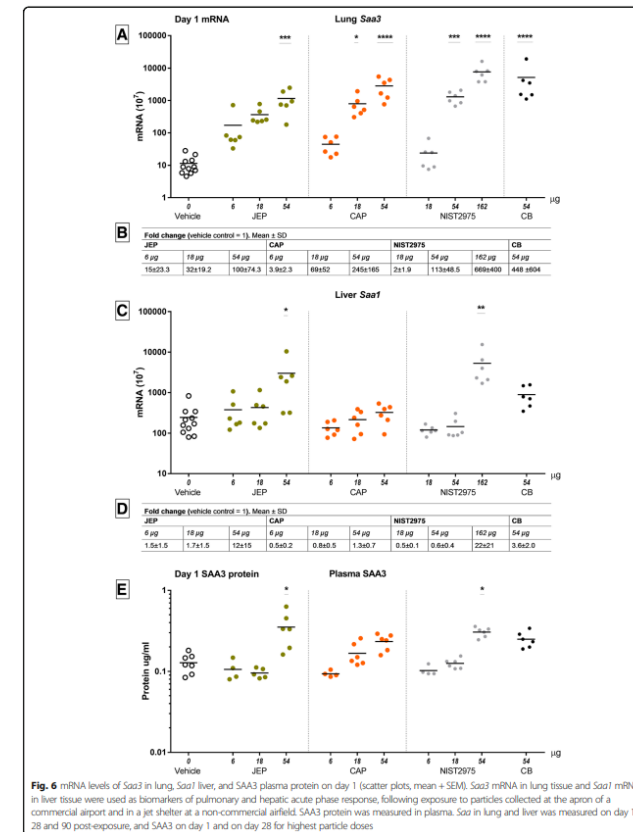 A Day 1 mRNA Lung Saa3
*** * **** *** **** ****
mRNA (10⁷)
100000
10000
1000
100
10
1
0 6 18 54 6 18 54 18 54 162 54 µg
Vehicle JEP CAP NIST2975 CB
B Fold change (vehicle control = 1). Mean ± SD
JEP CAP NIST2975 CB
6 µg 18 µg 54 µg 6 µg 18 µg 54 µg 18 µg 54 µg 162 µg 54 µg
15±23.3 32±19.2 100±74.3 3.9±2.3 69±52 245±165 2±1.9 113±48.5 669±400 448 ±604
C Liver Saa1
* **
mRNA (10⁷)
100000
10000
1000
100
10
0 6 18 54 6 18 54 18 54 162 54 µg
Vehicle JEP CAP NIST2975 CB
D Fold change (vehicle control = 1). Mean ± SD
JEP CAP NIST2975 CB
6 µg 18 µg 54 µg 6 µg 18 µg 54 µg 18 µg 54 µg 162 µg 54 µg
1.5±1.5 1.7±1.5 12±15 0.5±0.2 0.8±0.5 1.3±0.7 0.5±0.1 0.6±0.4 22±21 3.6±2.0
E Day 1 SAA3 protein Plasma SAA3
* *
Protein ug/ml
1
0.1
0.01
0 6 18 54 6 18 54 18 54 162 54 µg
Vehicle JEP CAP NIST2975 CB
Fig. 6 mRNA levels of Saa3 in lung, Saa1 liver, and SAA3 plasma protein on day 1 (scatter plots, mean + SEM). Saa3 mRNA in lung tissue and Saa1 mRN
in liver tissue were used as biomarkers of pulmonary and hepatic acute phase response, following exposure to particles collected at the apron of a
commercial airport and in a jet shelter at a non-commercial airfield. SAA3 protein was measured in plasma. Saa in lung and liver was measured on day
28 and 90 post-exposure, and SAA3 on day 1 and on day 28 for highest particle doses